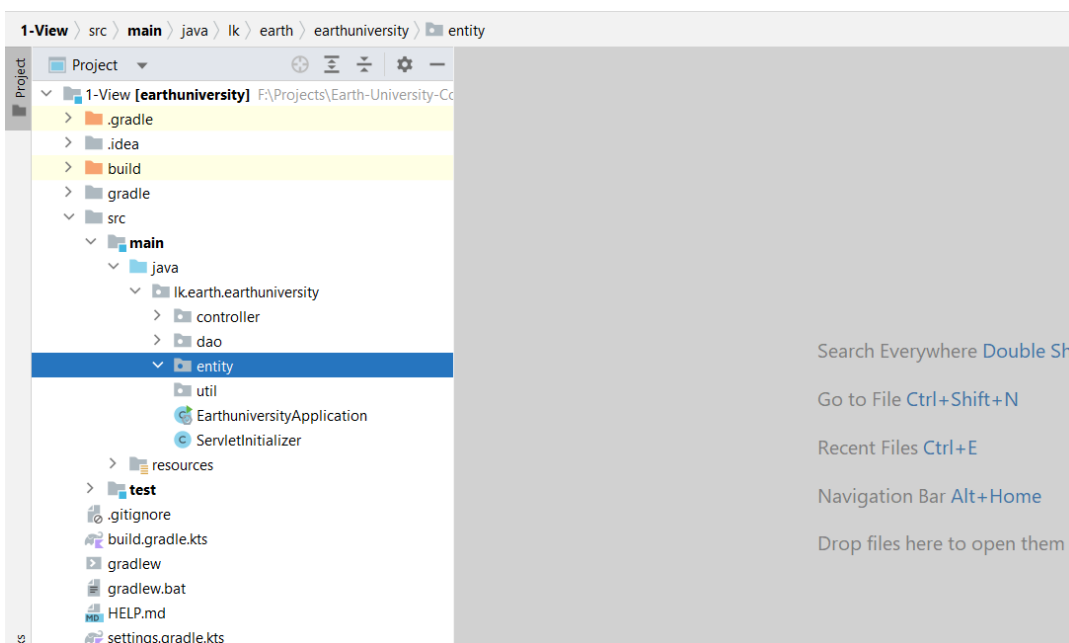 1-View 〉 src 〉 main 〉 java 〉 lk 〉 earth 〉 earthuniversity 〉 entity
Project
Project
1-View [earthuniversity] F:\Projects\Earth-University-Co
.gradle
.idea
build
gradle
src
main
java
lk.earth.earthuniversity
controller
dao
entity
util
EarthuniversityApplication
ServletInitializer
resources
test
.gitignore
build.gradle.kts
gradlew
gradlew.bat
MD HELP.md
settings.gradle.kts
Search Everywhere Double Sh
Go to File Ctrl+Shift+N
Recent Files Ctrl+E
Navigation Bar Alt+Home
Drop files here to open them